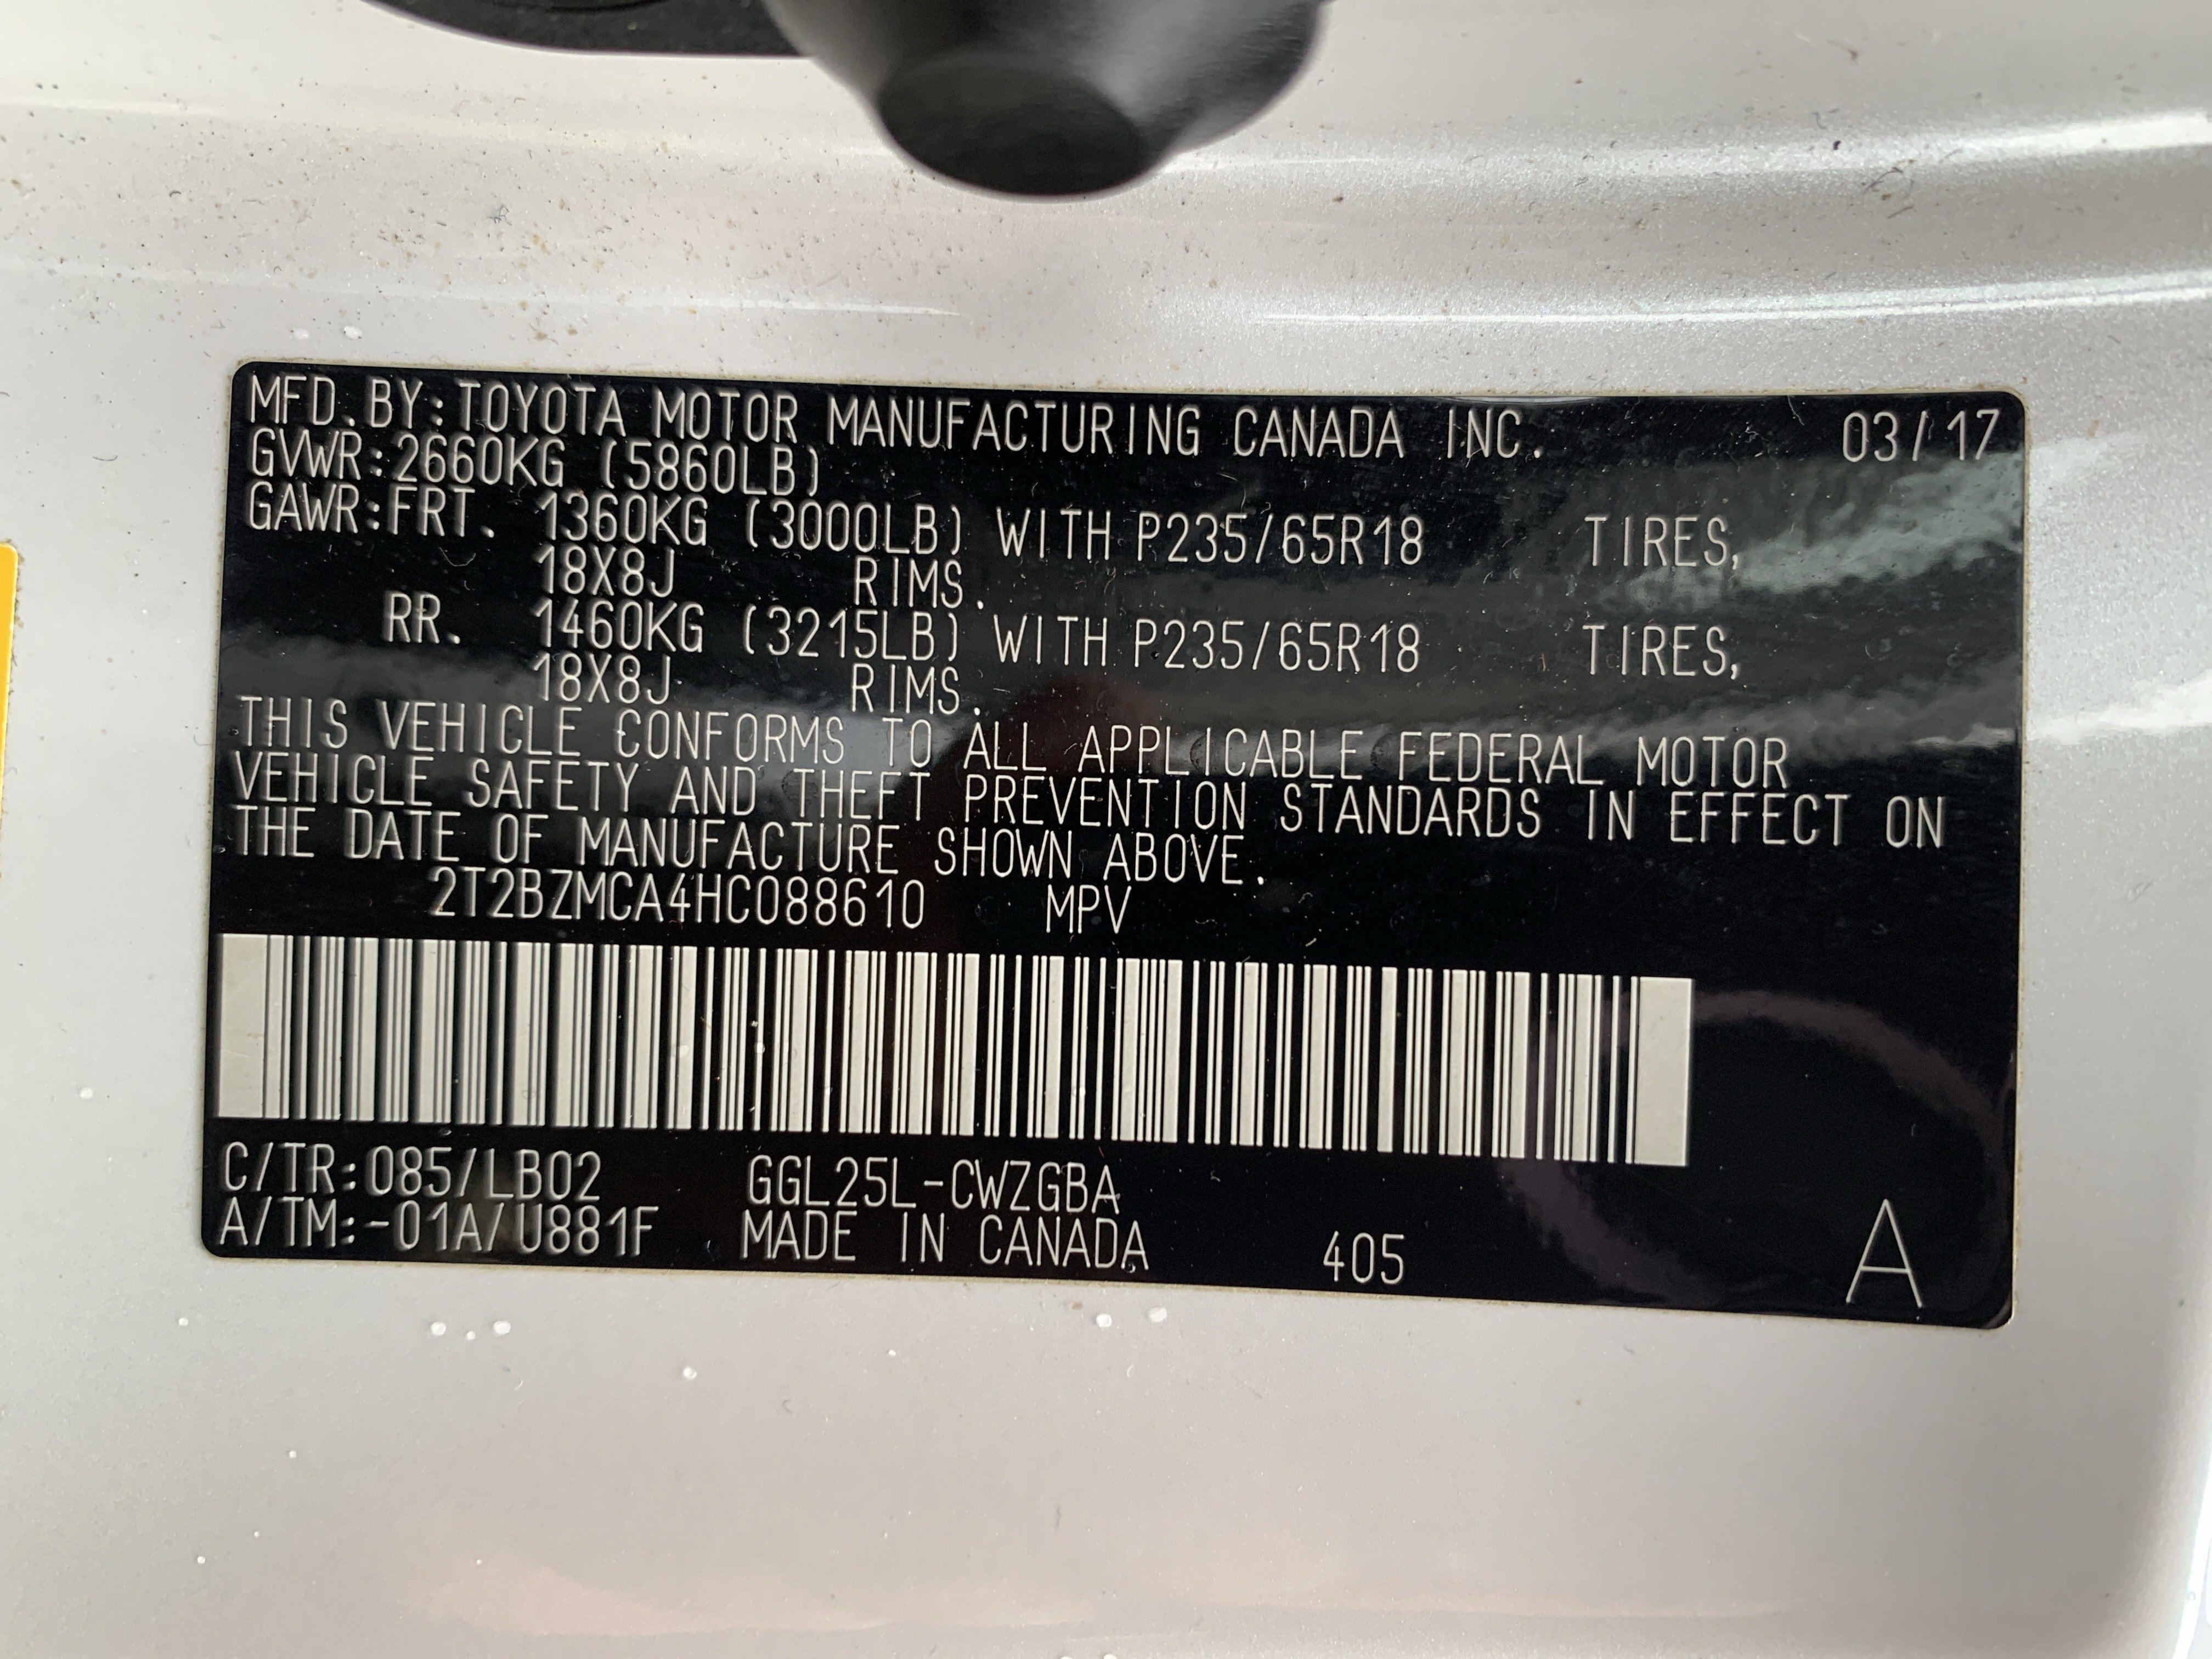 MFD.BY:TOYOTA MOTOR MANUFACTURING CANADA INC. 03/17
GVWR:2660KG (5860LB)
GAWR:FRT. 1360KG (3000LB) WITH P235/65R18 TIRES,
18X8J RIMS.
RR. 1460KG (3215LB) WITH P235/65R18 TIRES,
18X8J RIMS.
THIS VEHICLE CONFORMS TO ALL APPLICABLE FEDERAL MOTOR
VEHICLE SAFETY AND THEFT PREVENTION STANDARDS IN EFFECT ON
THE DATE OF MANUFACTURE SHOWN ABOVE.
2T2BZMCA4HC088610 MPV
C/TR:085/LB02 GGL25L-CWZGBA
A/TM:-01A/U881F MADE IN CANADA 405 A